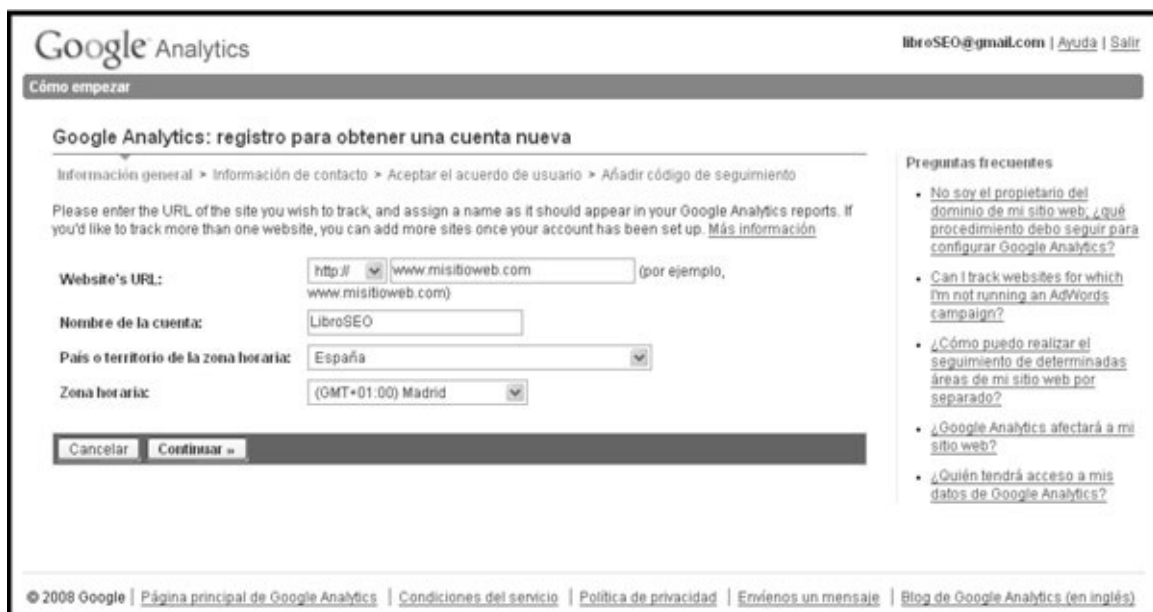 Google Analytics
libroSEO@gmail.com | Ayuda | Salir
Cómo empezar
Google Analytics: registro para obtener una cuenta nueva
Información general > Información de contacto > Aceptar el acuerdo de usuario > Añadir código de seguimiento
Please enter the URL of the site you wish to track, and assign a name as it should appear in your Google Analytics reports. If
you'd like to track more than one website, you can add more sites once your account has been set up. Más información
Website's URL: http:// www.misitioweb.com (por ejemplo,
www.misitioweb.com)
Nombre de la cuenta: LibroSEO
País o territorio de la zona horaria: España
Zona horaria: (GMT+01:00) Madrid
Cancelar Continuar »
Preguntas frecuentes
• No soy el propietario del
dominio de mi sitio web; ¿qué
procedimiento debo seguir para
configurar Google Analytics?
• Can I track websites for which
I'm not running an AdWords
campaign?
• ¿Cómo puedo realizar el
seguimiento de determinadas
áreas de mi sitio web por
separado?
• ¿Google Analytics afectará a mi
sitio web?
• ¿Quién tendrá acceso a mis
datos de Google Analytics?
© 2008 Google | Página principal de Google Analytics | Condiciones del servicio | Política de privacidad | Envíenos un mensaje | Blog de Google Analytics (en inglés)